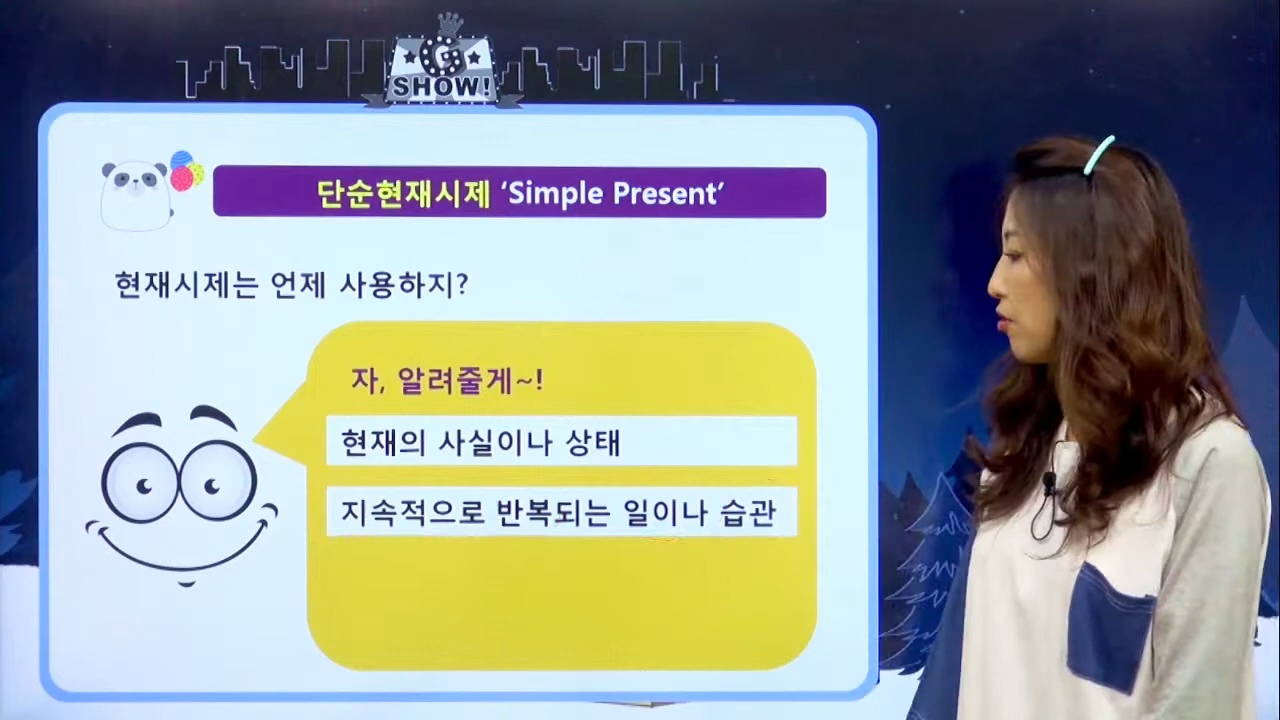 G
SHOW!
단순현재시제 ‘Simple Present’
현재시제는 언제 사용하지?
자, 알려줄게~!
현재의 사실이나 상태
지속적으로 반복되는 일이나 습관